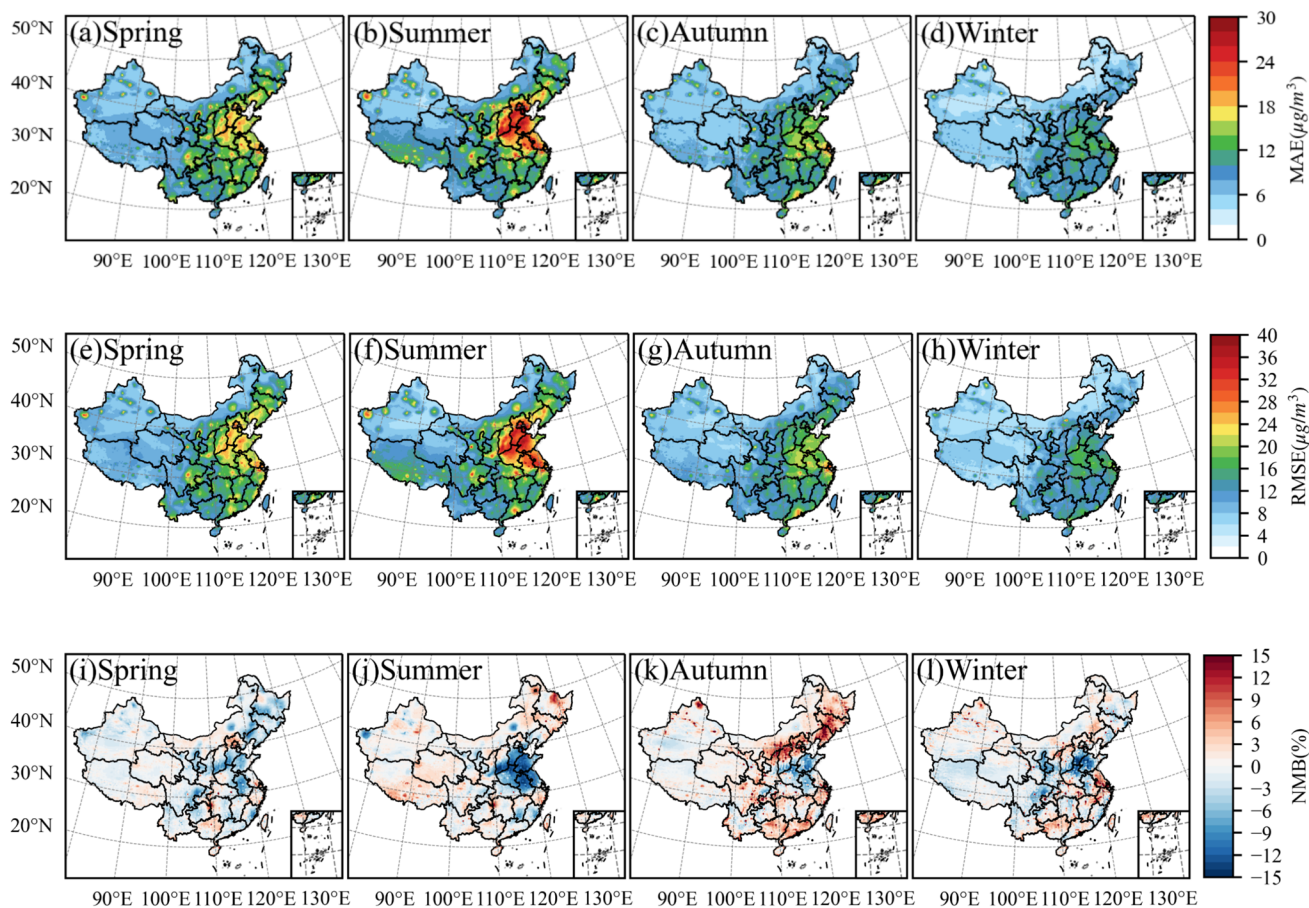 (a)Spring (b)Summer (c)Autumn (d)Winter
50°N
40°N
30°N
20°N
90°E 100°E 110°E 120°E 130°E 90°E 100°E 110°E 120°E 130°E 90°E 100°E 110°E 120°E 130°E 90°E 100°E 110°E 120°E 130°E
30
24
18
12
6
0
MAE(μg/m³)
(e)Spring (f)Summer (g)Autumn (h)Winter
50°N
40°N
30°N
20°N
90°E 100°E 110°E 120°E 130°E 90°E 100°E 110°E 120°E 130°E 90°E 100°E 110°E 120°E 130°E 90°E 100°E 110°E 120°E 130°E
40
36
32
28
24
20
16
12
8
4
0
RMSE(μg/m³)
(i)Spring (j)Summer (k)Autumn (l)Winter
50°N
40°N
30°N
20°N
90°E 100°E 110°E 120°E 130°E 90°E 100°E 110°E 120°E 130°E 90°E 100°E 110°E 120°E 130°E 90°E 100°E 110°E 120°E 130°E
15
12
9
6
3
0
−3
−6
−9
−12
−15
NMB(%)